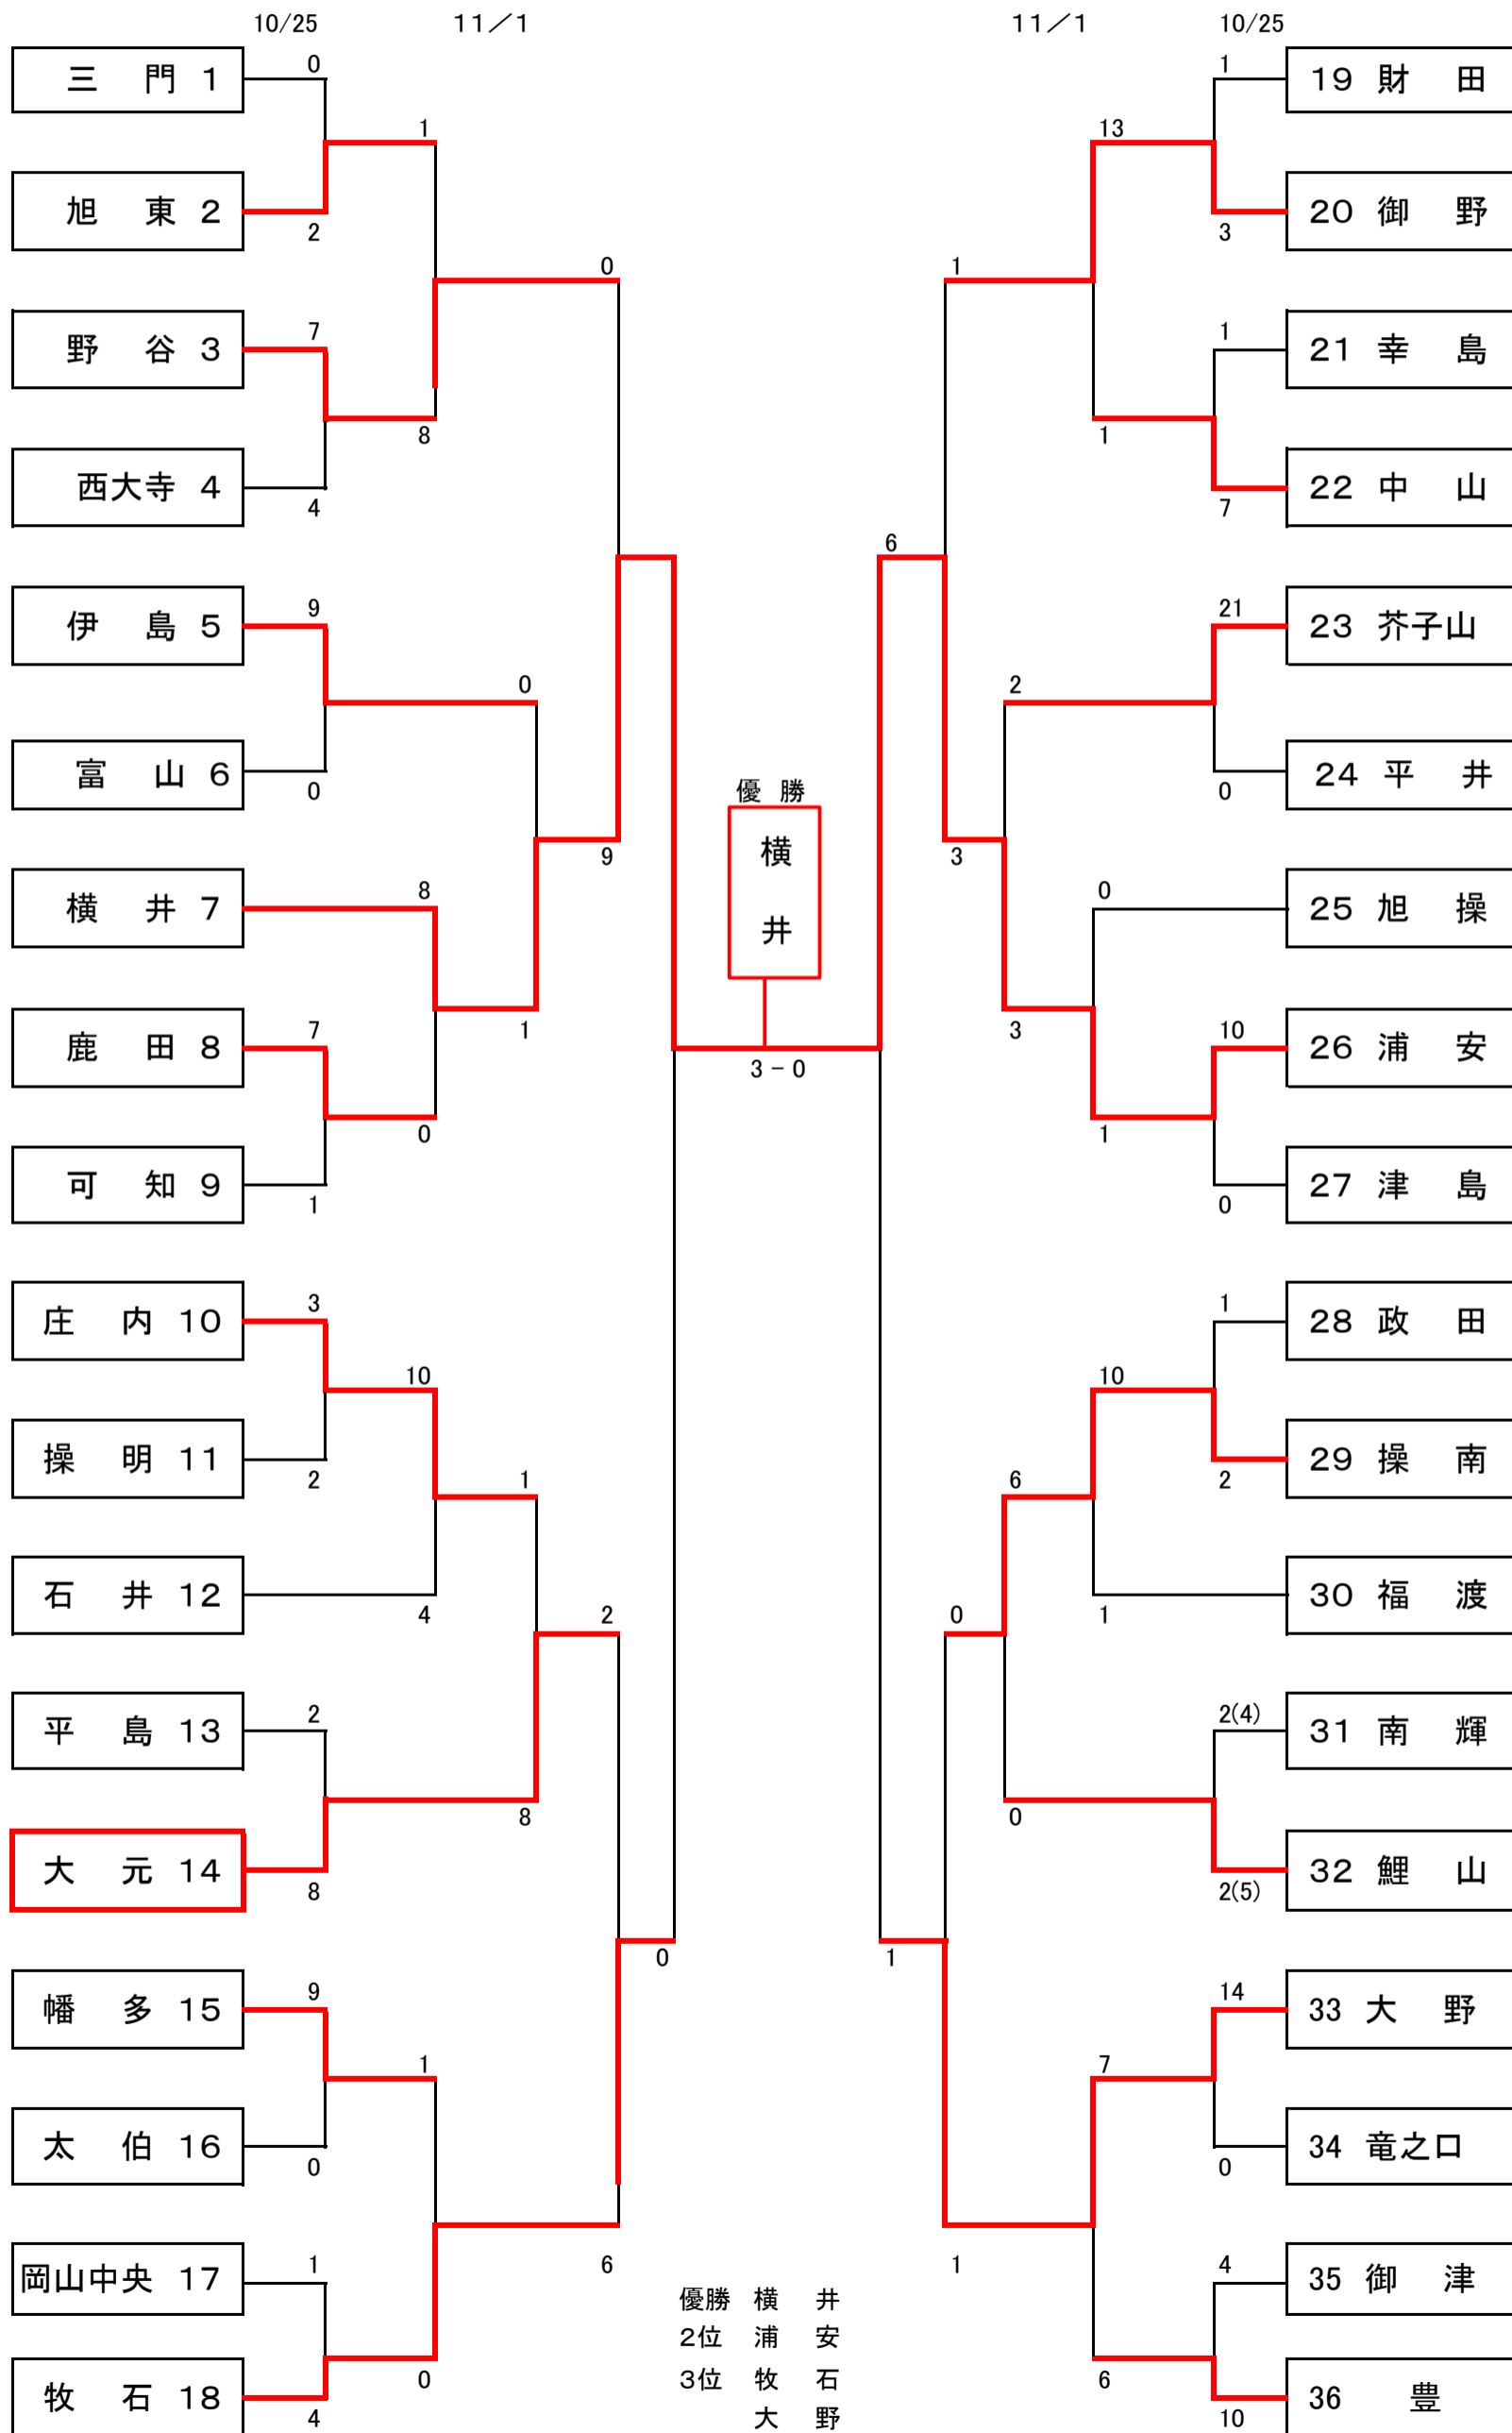 10/25 11／1 11／1 10/25
三 門 1 0
1 19 財 田
1
13
旭 東 2 2
3 20 御 野
0
1
野 谷 3 7
1 21 幸 島
8
1
西大寺 4 4
7 22 中 山
6
伊 島 5 9
21 23 芥子山
0
2
富 山 6 0
0 24 平 井
優 勝
横
井
9
3
横 井 7 8
0 25 旭 操
1
3
鹿 田 8 7
10 26 浦 安
3－0
0
1
可 知 9 1
0 27 津 島
庄 内 10 3
1 28 政 田
10
10
操 明 11 2
2 29 操 南
1
6
石 井 12 4
1 30 福 渡
2
0
平 島 13 2
2(4) 31 南 輝
8
0
大 元 14 8
2(5) 32 鯉 山
0
1
幡 多 15 9
14 33 大 野
1
7
太 伯 16 0
0 34 竜之口
6
1
岡山中央 17 1
4 35 御 津
0
6
牧 石 18 4
10 36 豊
優勝 横 井
2位 浦 安
3位 牧 石
大 野